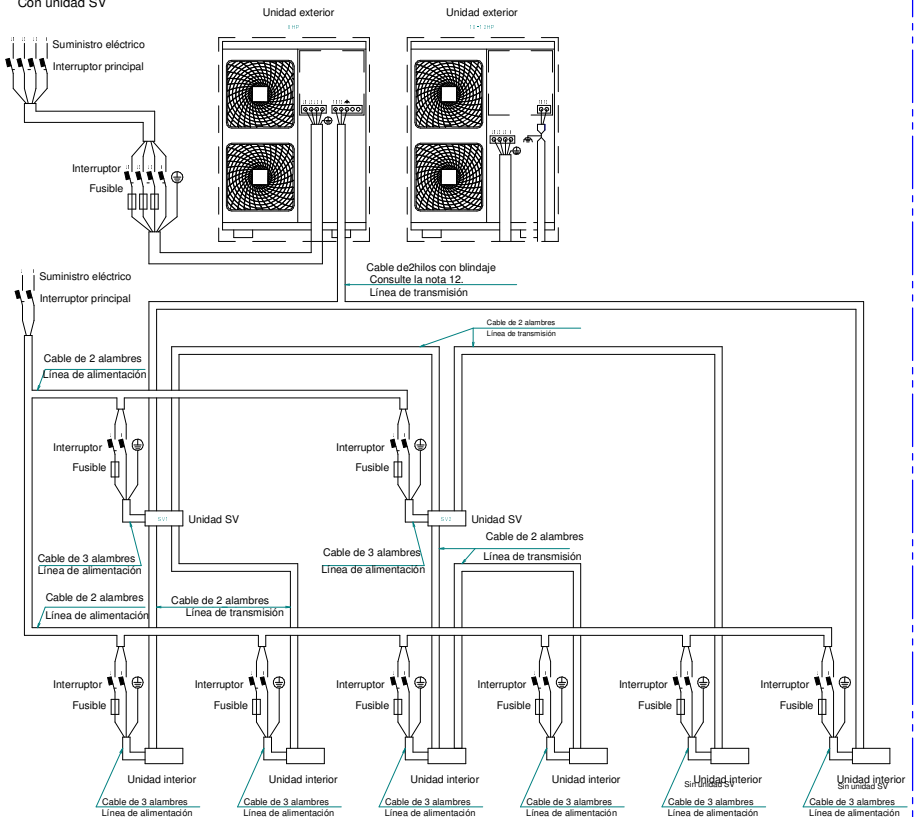 Con unidad SV
Unidad exterior
8HP
Unidad exterior
10-12HP
Suministro eléctrico
Interruptor principal
Interruptor
Fusible
Cable de2hilos con blindaje
Consulte la nota 12.
Línea de transmisión
Suministro eléctrico
Interruptor principal
Cable de 2 alambres
Línea de transmisión
Cable de 2 alambres
Línea de alimentación
Interruptor
Fusible
Interruptor
Fusible
SV1
Unidad SV
SV2
Unidad SV
Cable de 2 alambres
Línea de transmisión
Cable de 3 alambres
Línea de alimentación
Cable de 3 alambres
Línea de alimentación
Cable de 2 alambres
Línea de alimentación
Cable de 2 alambres
Línea de transmisión
Interruptor
Fusible
Interruptor
Fusible
Interruptor
Fusible
Interruptor
Fusible
Interruptor
Fusible
Interruptor
Fusible
Unidad interior
Unidad interior
Unidad interior
Unidad interior
Unidad interior
Sin unidad SV
Unidad interior
Sin unidad SV
Cable de 3 alambres
Línea de alimentación
Cable de 3 alambres
Línea de alimentación
Cable de 3 alambres
Línea de alimentación
Cable de 3 alambres
Línea de alimentación
Cable de 3 alambres
Línea de alimentación
Cable de 3 alambres
Línea de alimentación